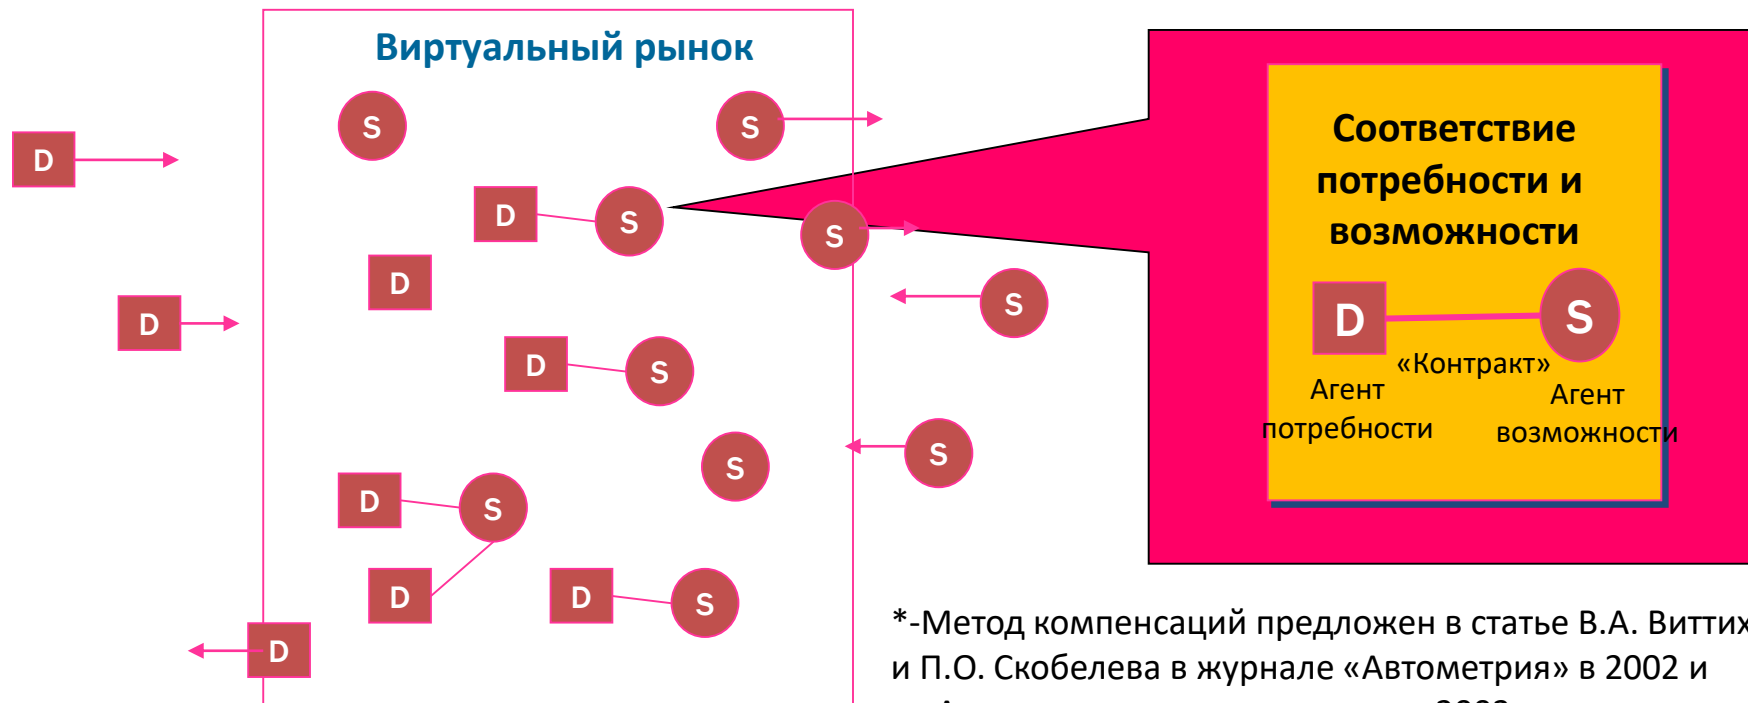 Виртуальный рынок
S
S
D
D
S
S
D
S
D
D
S
D
S
S
D
S
D
D
S
D
Соответствие
потребности и
возможности
D
S
«Контракт»
Агент
потребности
Агент
возможности
*-Метод компенсаций предложен в статье В.А. Виттих
и П.О. Скобелева в журнале «Автометрия» в 2002 и
2003